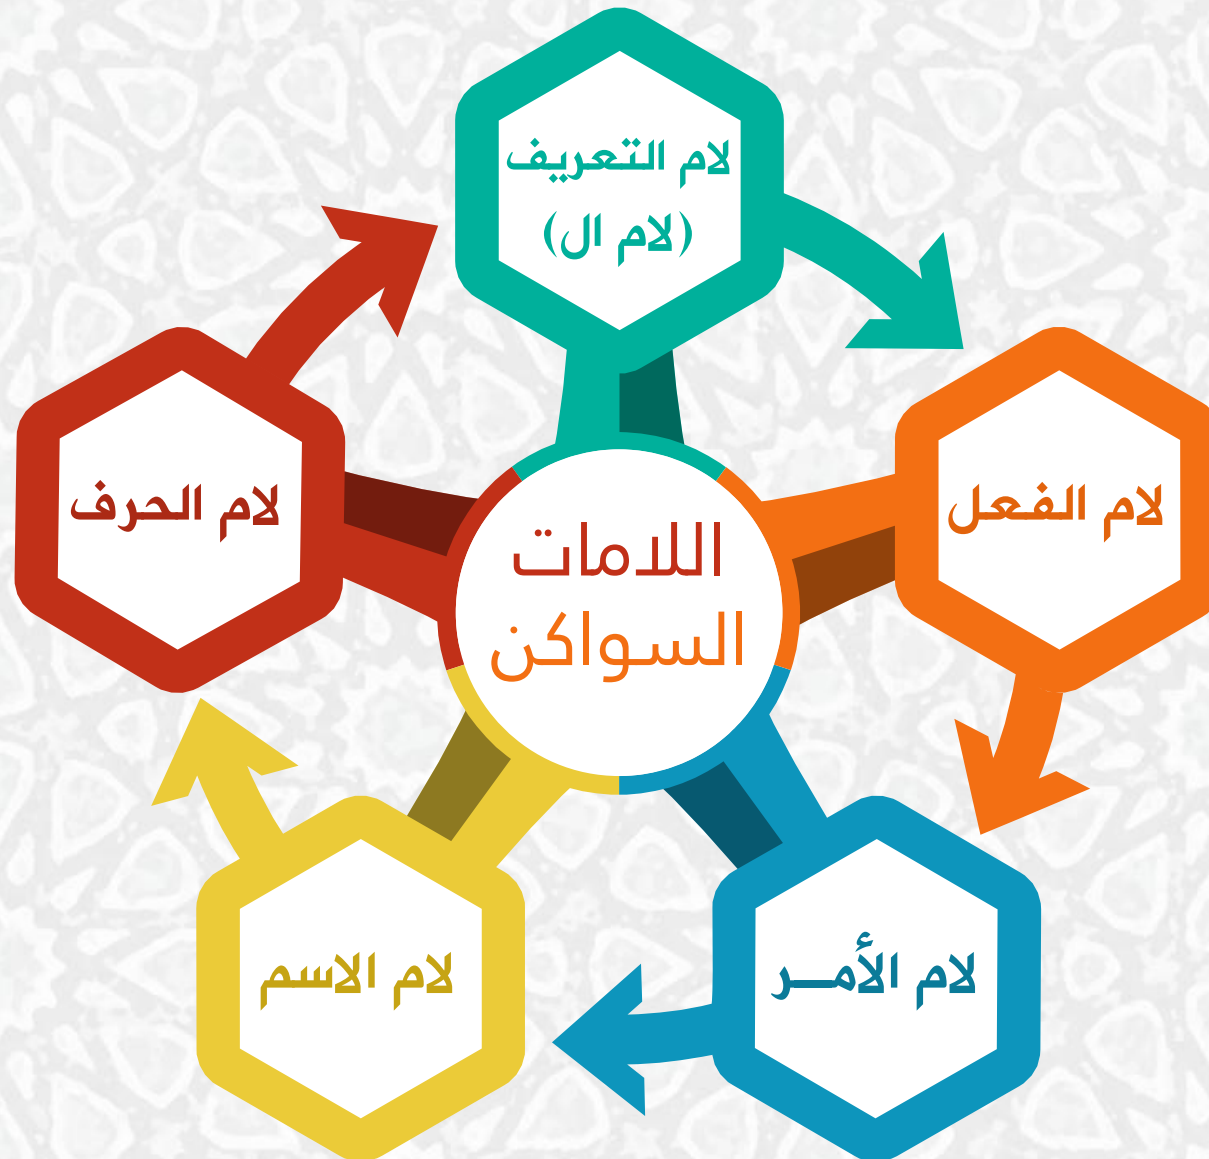 لام التعريف
(لام ال)
لام الفعل
لام الأمـــر
لام الاسم
لام الحرف
اللامات
السواكن